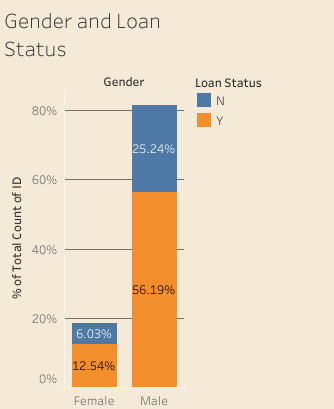 Gender and Loan
Status
Gender
Loan Status
N
Y
% of Total Count of ID
80%
60%
40%
20%
0%
25.24%
56.19%
6.03%
12.54%
Female
Male